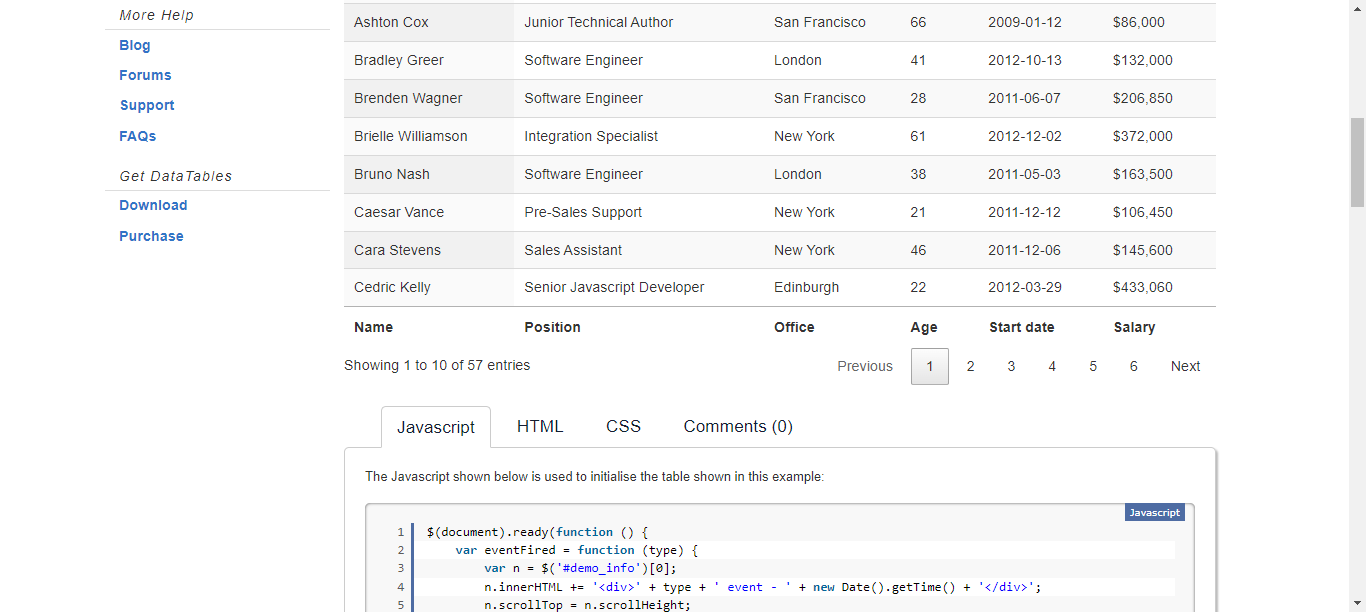 More Help
Blog
Forums
Support
FAQs
Get DataTables
Download
Purchase
Ashton Cox Junior Technical Author San Francisco 66 2009-01-12 $86,000
Bradley Greer Software Engineer London 41 2012-10-13 $132,000
Brenden Wagner Software Engineer San Francisco 28 2011-06-07 $206,850
Brielle Williamson Integration Specialist New York 61 2012-12-02 $372,000
Bruno Nash Software Engineer London 38 2011-05-03 $163,500
Caesar Vance Pre-Sales Support New York 21 2011-12-12 $106,450
Cara Stevens Sales Assistant New York 46 2011-12-06 $145,600
Cedric Kelly Senior Javascript Developer Edinburgh 22 2012-03-29 $433,060
Name Position Office Age Start date Salary
Showing 1 to 10 of 57 entries Previous 1 2 3 4 5 6 Next
Javascript HTML CSS Comments (0)
The Javascript shown below is used to initialise the table shown in this example:
Javascript
1 $(document).ready(function () {
2 var eventFired = function (type) {
3 var n = $('#demo_info')[0];
4 n.innerHTML += '<div>' + type + ' event - ' + new Date().getTime() + '</div>';
5 n.scrollTop = n.scrollHeight;